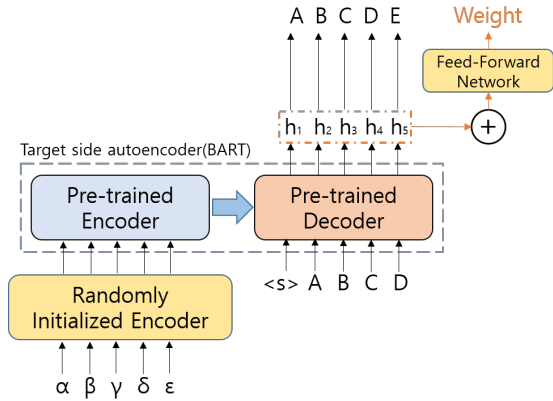 A B C D E
Weight
Feed-Forward
Network
h₁ h₂ h₃ h₄ h₅
+
Target side autoencoder(BART)
Pre-trained
Encoder
Pre-trained
Decoder
<s> A B C D
Randomly
Initialized Encoder
α β γ δ ε